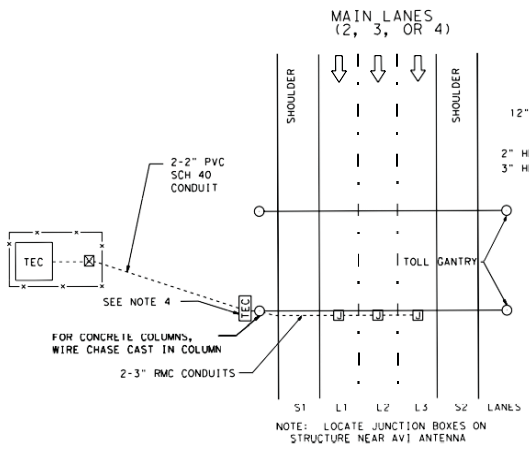 MAIN LANES
(2, 3, OR 4)
SHOULDER
SHOULDER
12"
2-2" PVC
SCH 40
CONDUIT
2"
3"
TEC
TOLL GANTRY
SEE NOTE 4
TEC
FOR CONCRETE COLUMNS,
WIRE CHASE CAST IN COLUMN
J
J
J
2-3" RMC CONDUITS
S1 L1 L2 L3 S2 LANES
NOTE: LOCATE JUNCTION BOXES ON
STRUCTURE NEAR AVI ANTENNA